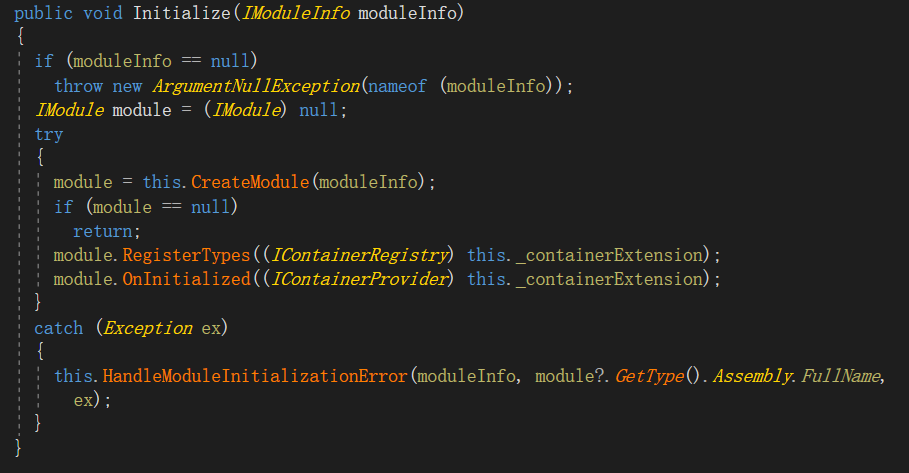 public void Initialize(IModuleInfo moduleInfo)
{
if (moduleInfo == null)
throw new ArgumentNullException(nameof (moduleInfo));
IModule module = (IModule) null;
try
{
module = this.CreateModule(moduleInfo);
if (module == null)
return;
module.RegisterTypes((IContainerRegistry) this._containerExtension);
module.OnInitialized((IContainerProvider) this._containerExtension);
}
catch (Exception ex)
{
this.HandleModuleInitializationError(moduleInfo, module?.GetType().Assembly.FullName,
ex);
}
}